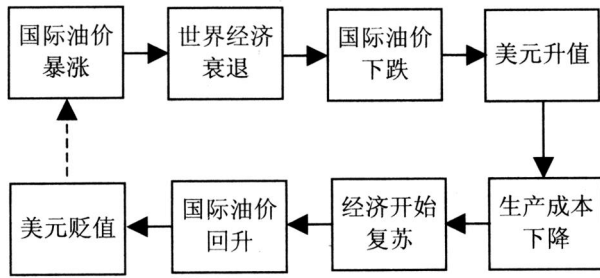 国际油价
暴涨
世界经济
衰退
国际油价
下跌
美元升值
生产成本
下降
经济开始
复苏
国际油价
回升
美元贬值